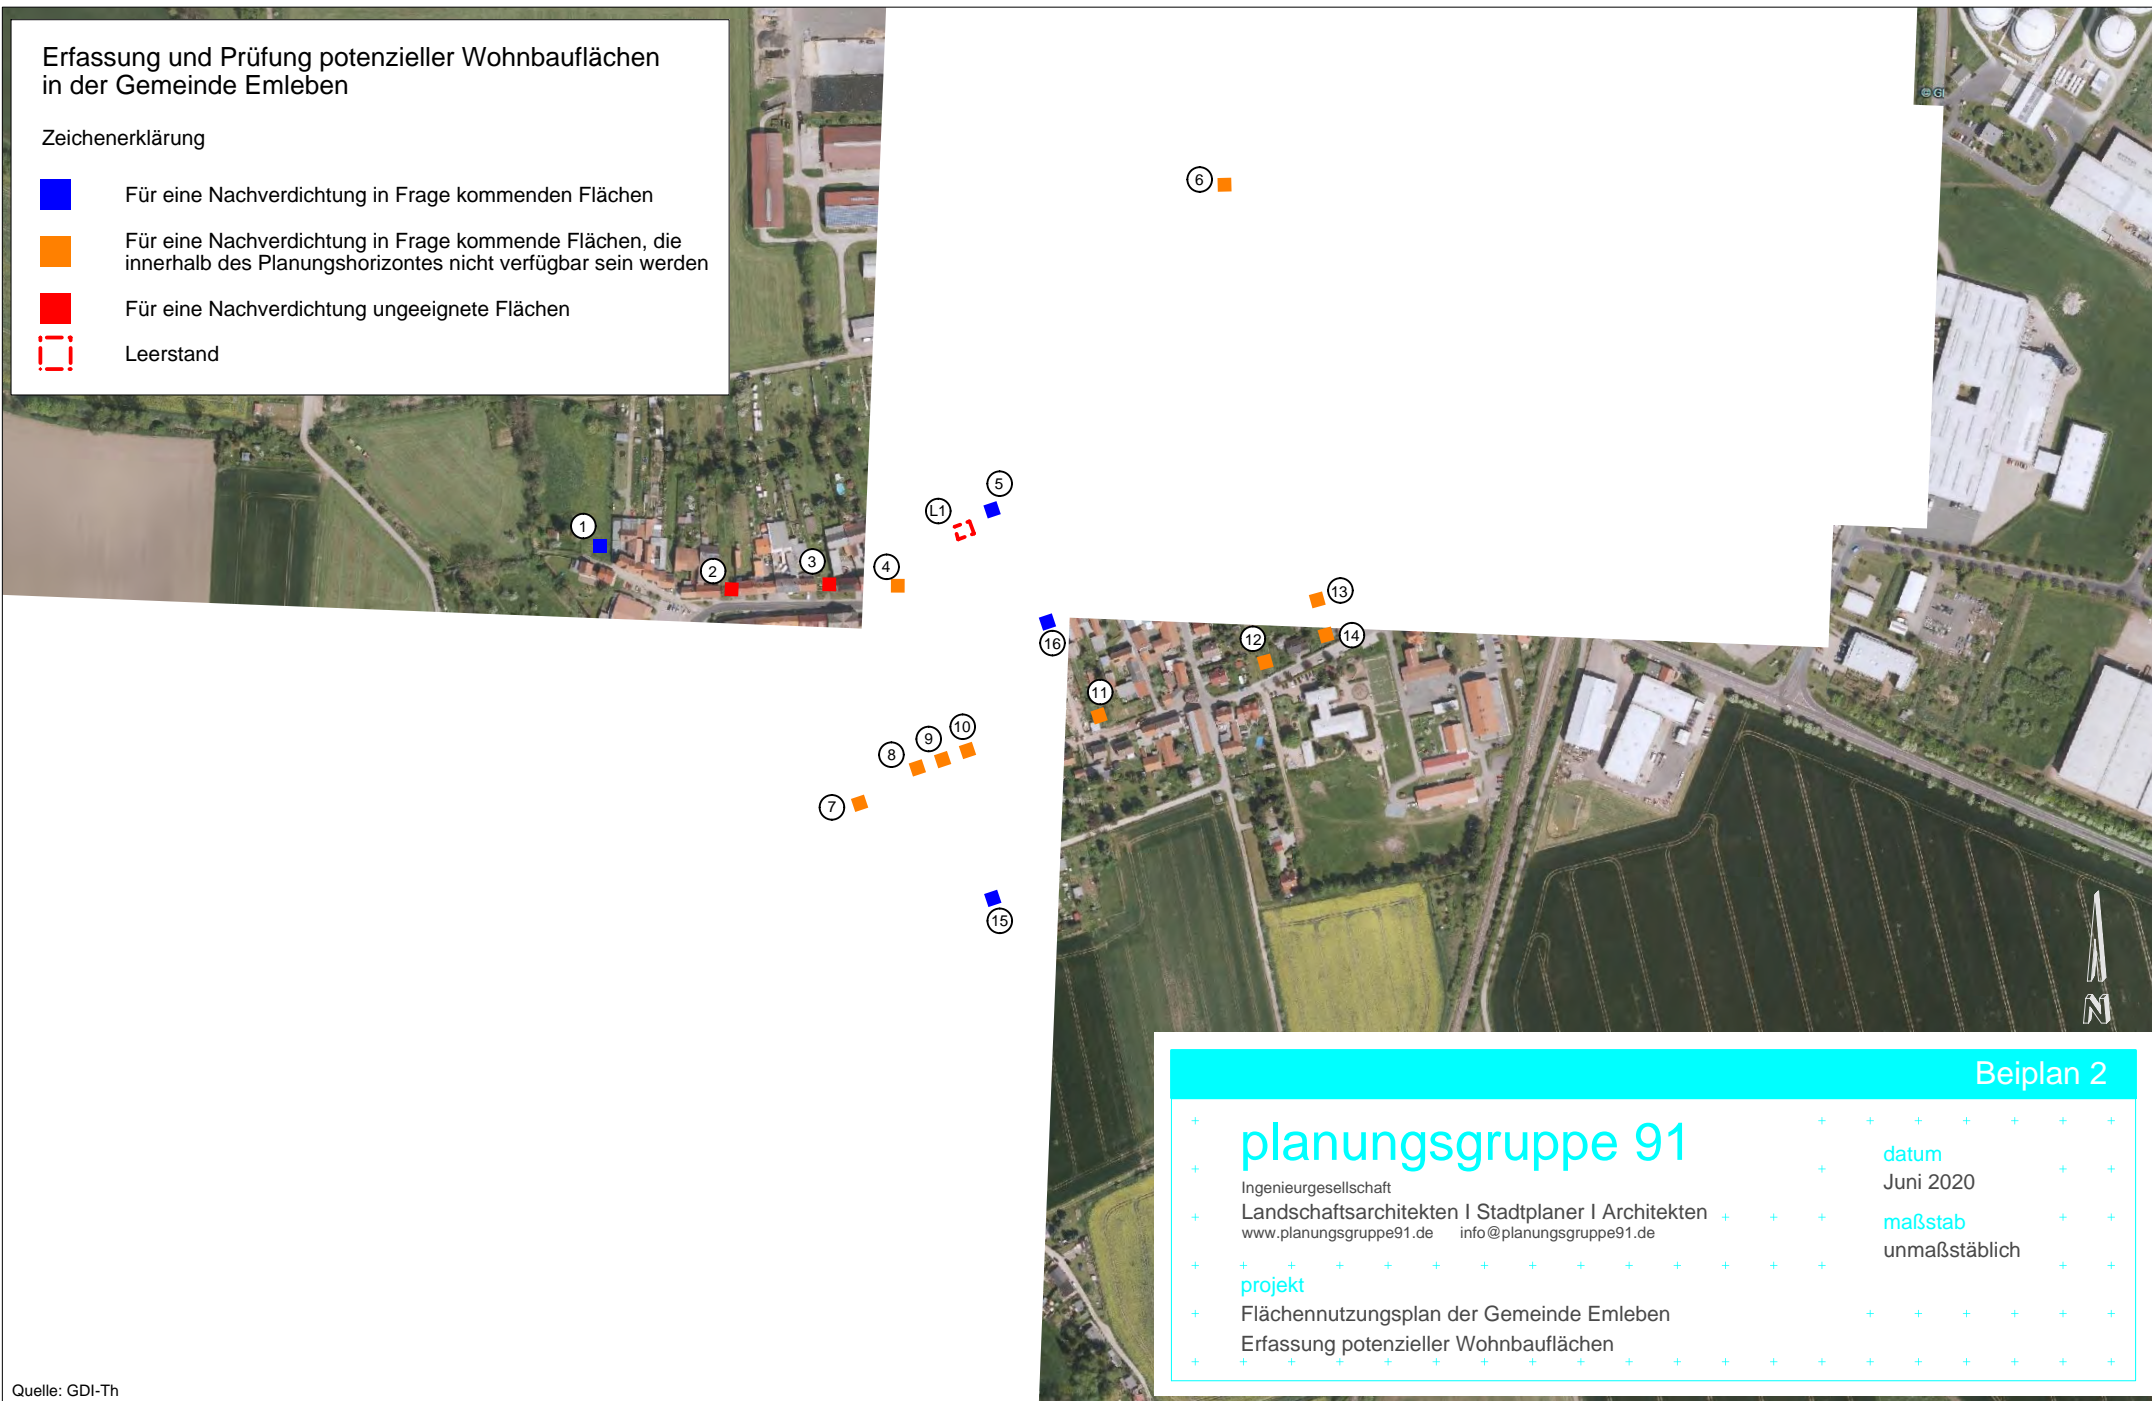 Erfassung und Prüfung potenzieller Wohnbauflächen
in der Gemeinde Emleben
Zeichenerklärung
Für eine Nachverdichtung in Frage kommenden Flächen
Für eine Nachverdichtung in Frage kommende Flächen, die
innerhalb des Planungshorizontes nicht verfügbar sein werden
Für eine Nachverdichtung ungeeignete Flächen
Leerstand
6
5
L1
1
2
3
4
13
14
12
16
11
10
9
8
7
15
N
Beiplan 2
planungsgruppe 91
Ingenieurgesellschaft
Landschaftsarchitekten I Stadtplaner I Architekten
www.planungsgruppe91.de info@planungsgruppe91.de
datum
Juni 2020
maßstab
unmaßstäblich
projekt
Flächennutzungsplan der Gemeinde Emleben
Erfassung potenzieller Wohnbauflächen
Quelle: GDI-Th